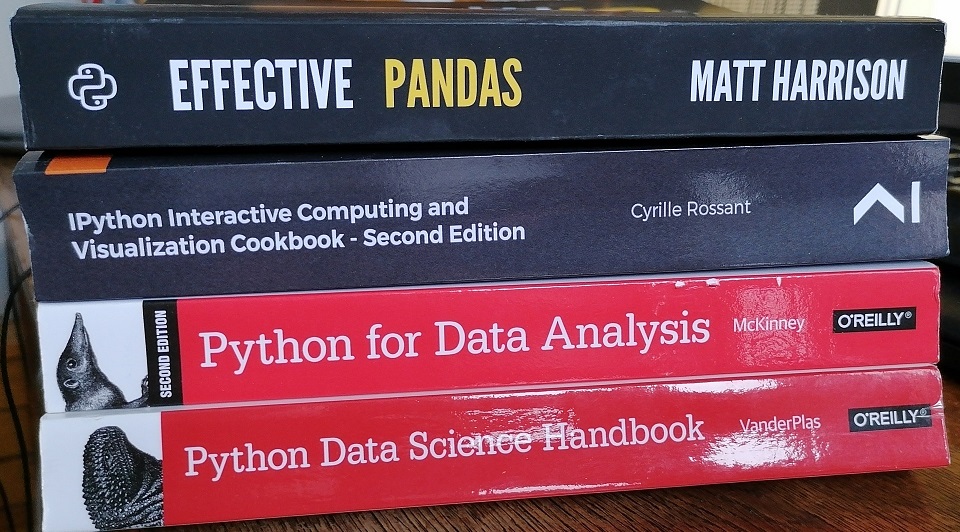 EFFECTIVE PANDAS MATT HARRISON
IPython Interactive Computing and
Visualization Cookbook - Second Edition
Cyrille Rossant
SECOND EDITION
Python for Data Analysis McKinney O'REILLY®
Python Data Science Handbook VanderPlas O'REILLY®